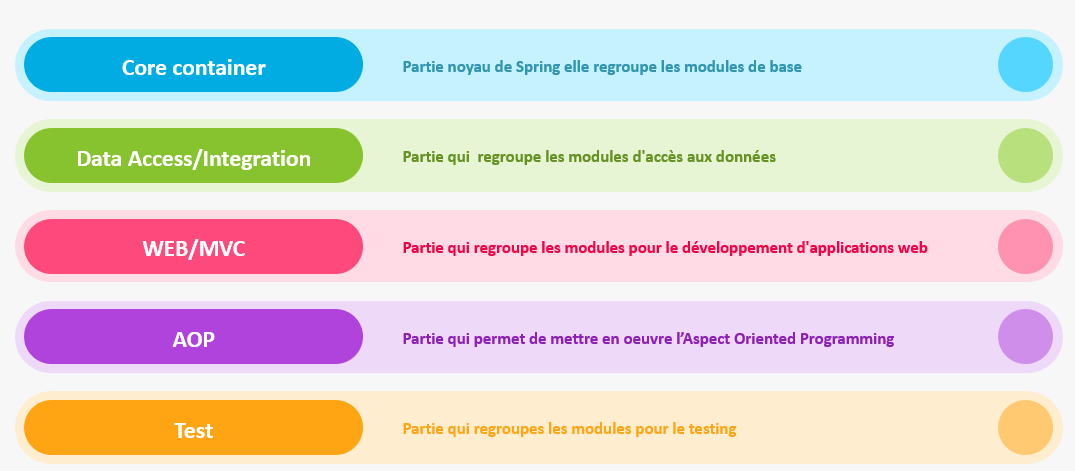 Core container
Partie noyau de Spring elle regroupe les modules de base
Data Access/Integration
Partie qui  regroupe les modules d'accès aux données
WEB/MVC
Partie qui regroupe les modules pour le développement d'applications web
AOP
Partie qui permet de mettre en oeuvre l’Aspect Oriented Programming
Test
Partie qui regroupes les modules pour le testing